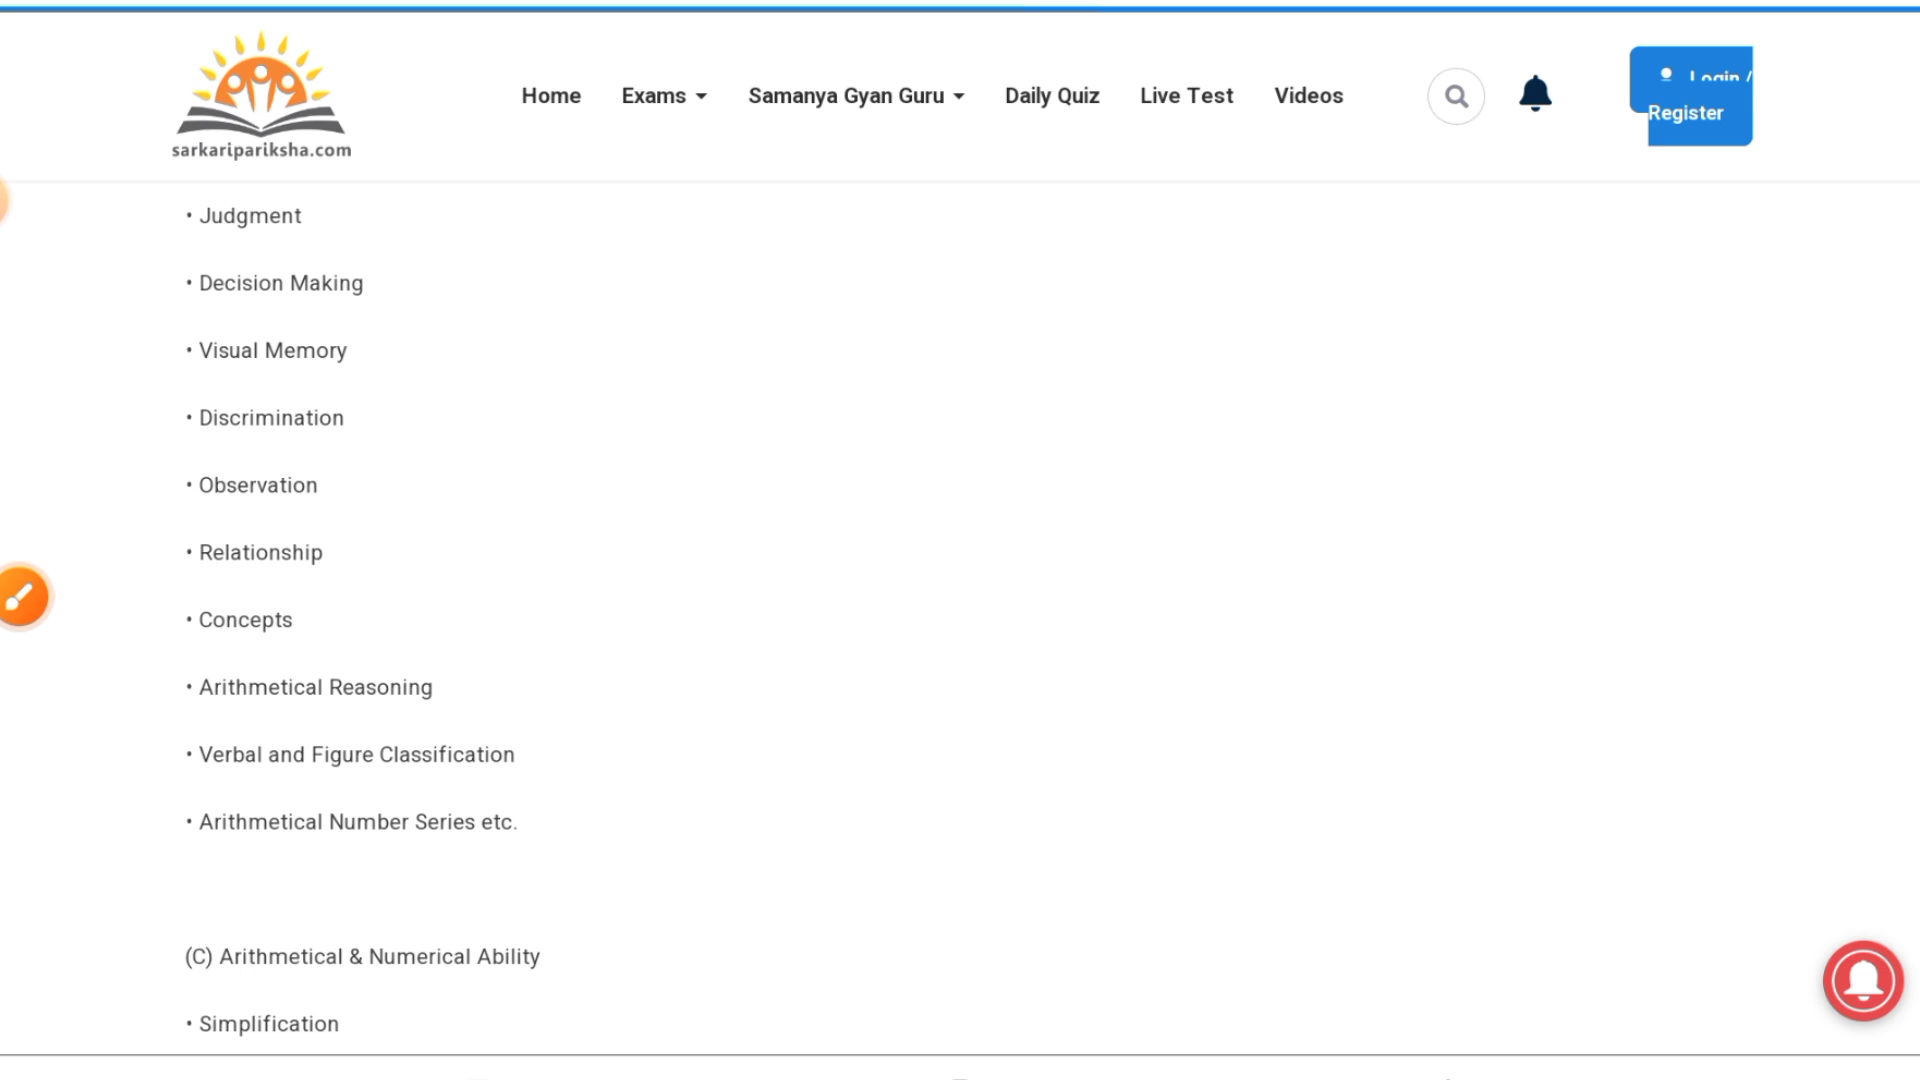 sarkaripariksha.com
Home Exams Samanya Gyan Guru Daily Quiz Live Test Videos
Login /
Register
• Judgment
• Decision Making
• Visual Memory
• Discrimination
• Observation
• Relationship
• Concepts
• Arithmetical Reasoning
• Verbal and Figure Classification
• Arithmetical Number Series etc.
(C) Arithmetical & Numerical Ability
• Simplification